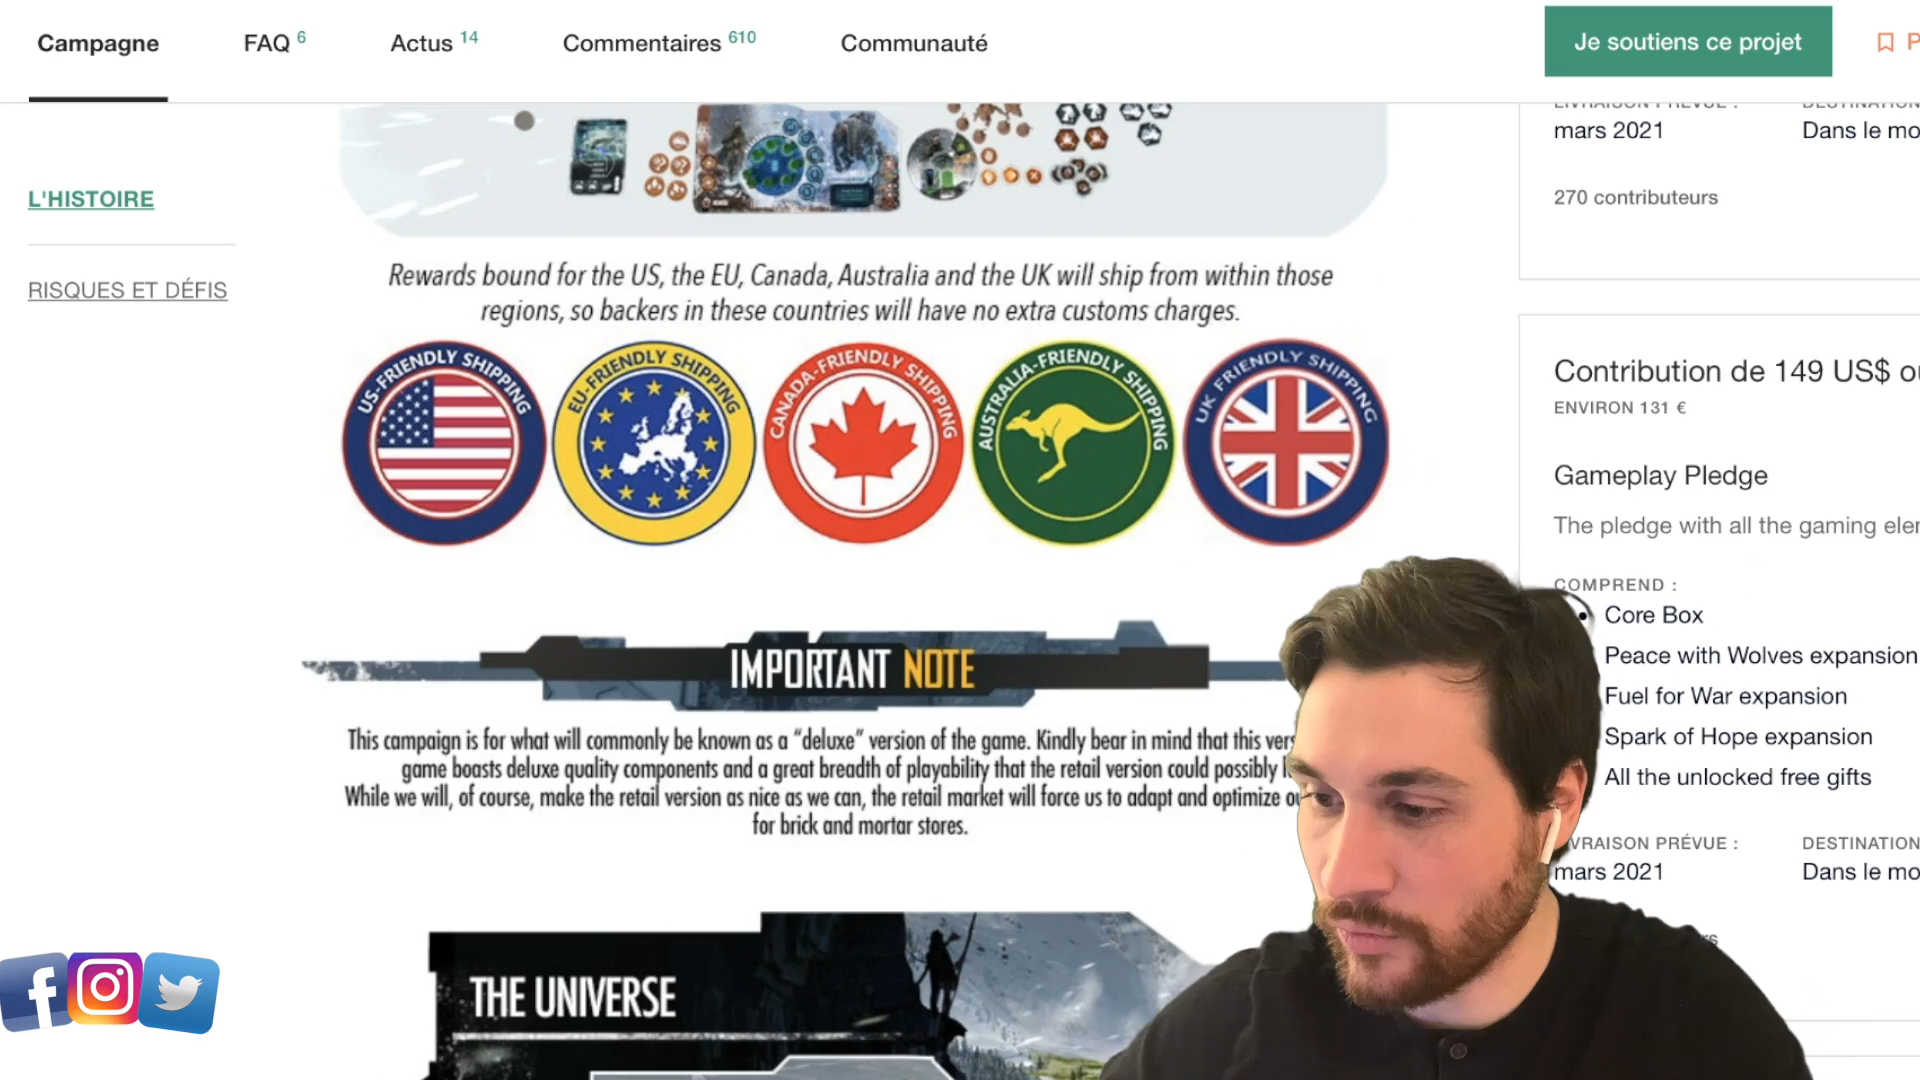 Campagne
FAQ 6
Actus 14
Commentaires 610
Communauté
Je soutiens ce projet
L'HISTOIRE
RISQUES ET DÉFIS
mars 2021
Dans le
270 contributeurs
Rewards bound for the US, the EU, Canada, Australia and the UK will ship from within those
regions, so backers in these countries will have no extra customs charges.
US-FRIENDLY SHIPPING
EU-FRIENDLY SHIPPING
CANADA-FRIENDLY SHIPPING
AUSTRALIA-FRIENDLY SHIPPING
UK FRIENDLY SHIPPING
Contribution de 149 US$
ENVIRON 131 €
Gameplay Pledge
The pledge with all the gaming
COMPREND :
Core Box
Peace with Wolves expansion
Fuel for War expansion
Spark of Hope expansion
All the unlocked free gifts
PRÉVUE :
DESTINATION
mars 2021
Dans le
IMPORTANT NOTE
This campaign is for what will commonly be known as a “deluxe” version of the game. Kindly bear in mind that this
game boasts deluxe quality components and a great breadth of playability that the retail version could possibly
While we will, of course, make the retail version as nice as we can, the retail market will force us to adapt and optimize
for brick and mortar stores.
THE UNIVERSE